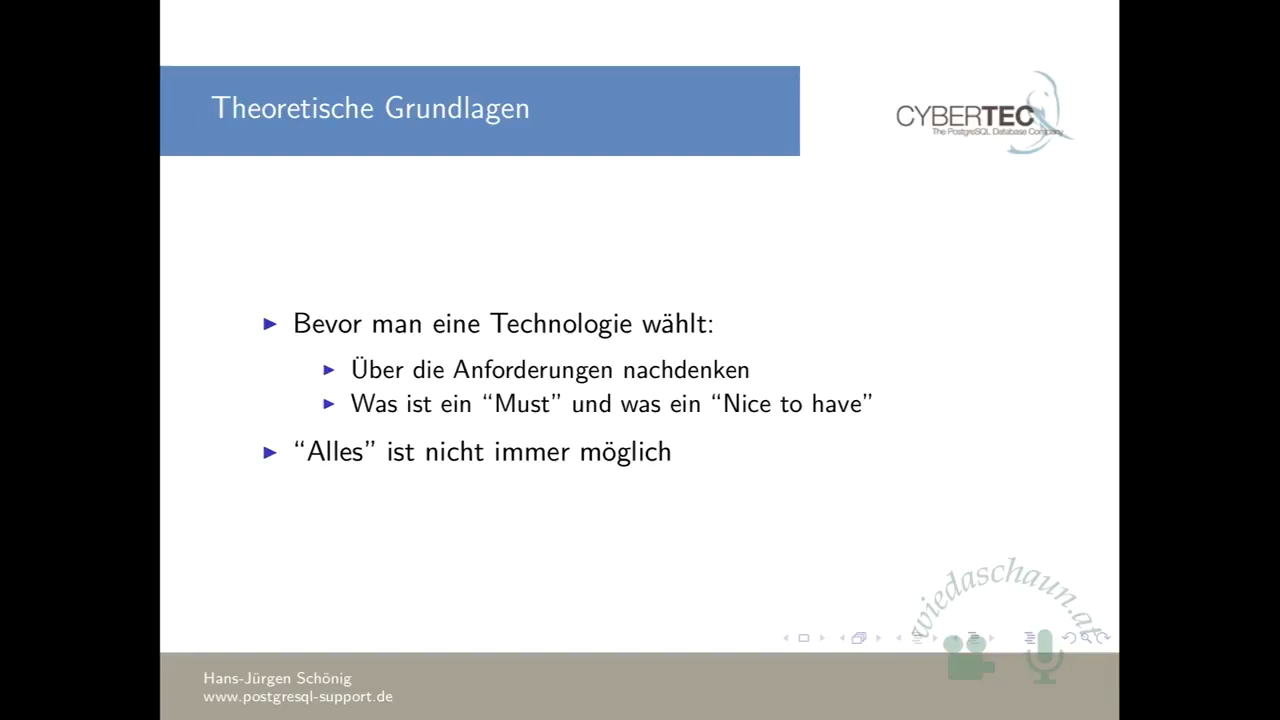 Theoretische Grundlagen
CYBERTEC
The PostgreSQL Database Company
Bevor man eine Technologie wählt:
Über die Anforderungen nachdenken
Was ist ein “Must” und was ein “Nice to have”
“Alles” ist nicht immer möglich
wiedaschaun.at
Hans-Jürgen Schönig
www.postgresql-support.de